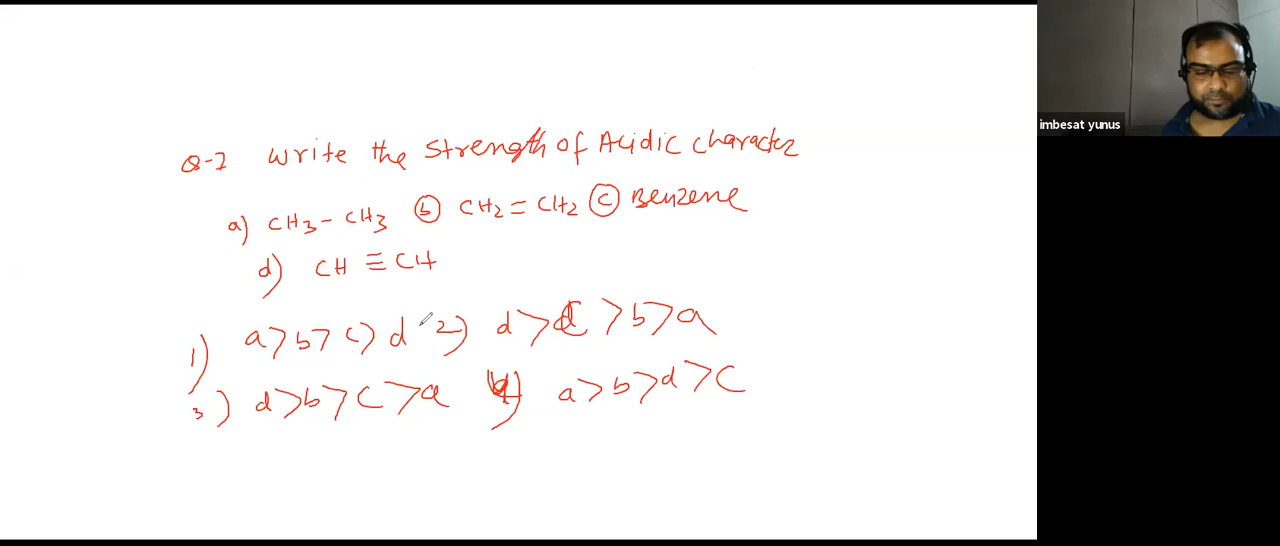 Q-1 Write the Strength of Acidic character
a) CH3-CH3 (b) CH2=CH2 (c) Benzene
d) CH≡CH
1) a>b>c>d 2) d>c>b>a
3) d>b>c>a 4) a>b>d>c
imbesat yunus